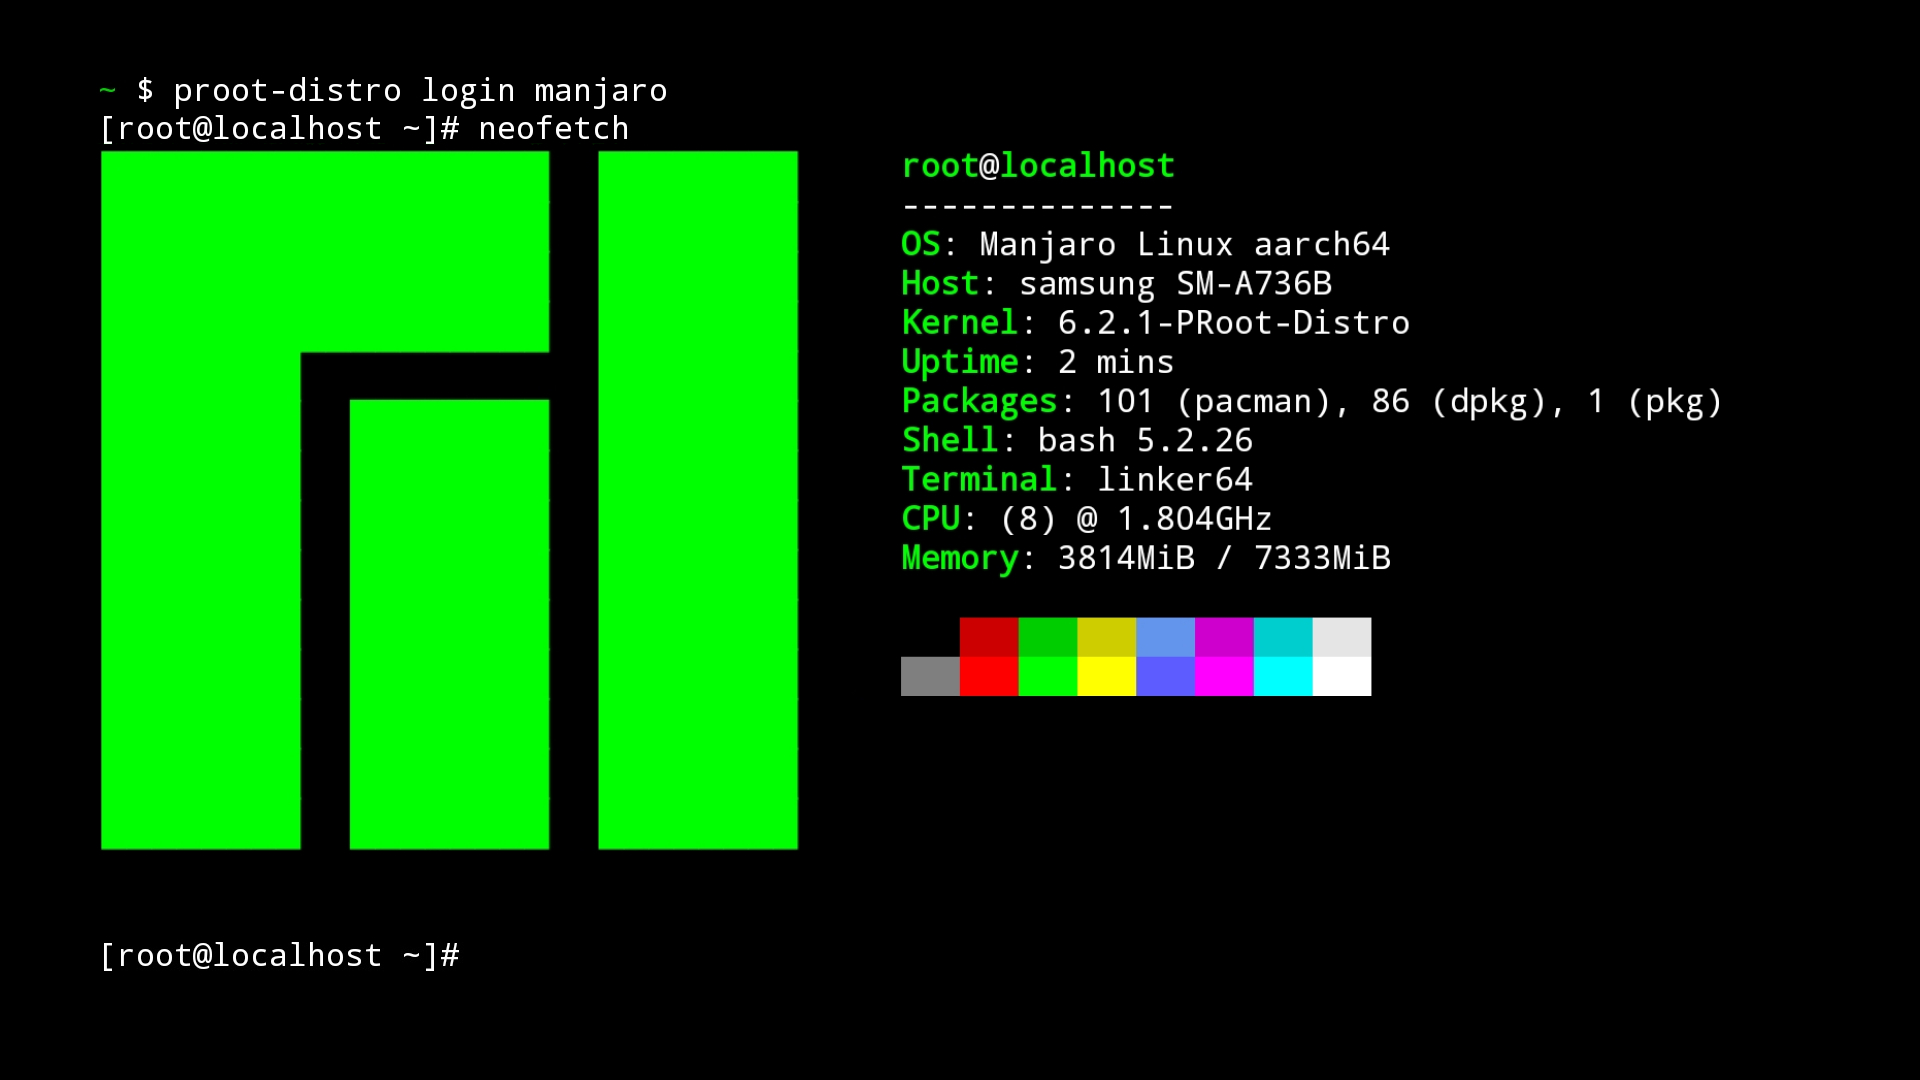 ~ $ proot-distro login manjaro
[root@localhost ~]# neofetch
root@localhost
--------------
OS: Manjaro Linux aarch64
Host: samsung SM-A736B
Kernel: 6.2.1-PRoot-Distro
Uptime: 2 mins
Packages: 101 (pacman), 86 (dpkg), 1 (pkg)
Shell: bash 5.2.26
Terminal: linker64
CPU: (8) @ 1.804GHz
Memory: 3814MiB / 7333MiB
[root@localhost ~]#